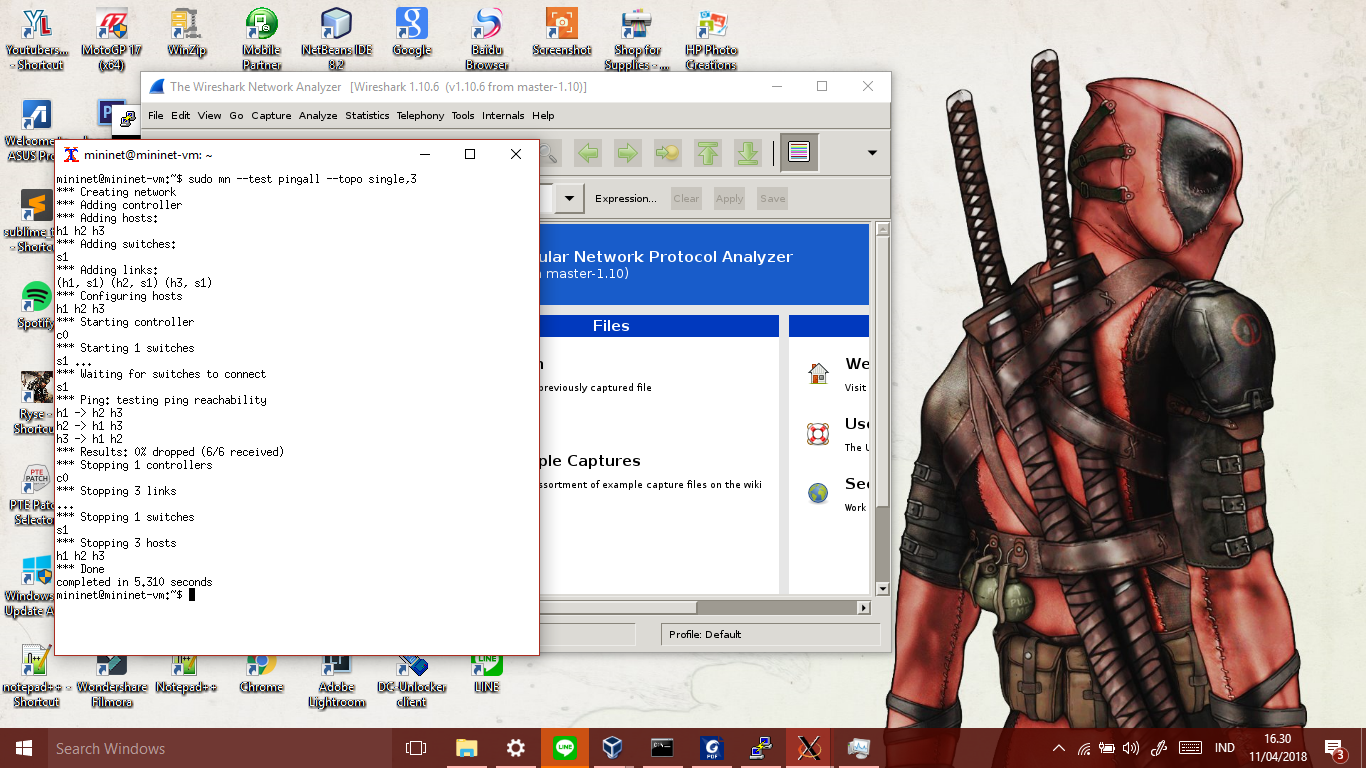 Youtubers... - Shortcut
MotoGP 17 (x64)
WinZip
Mobile Partner
NetBeans IDE 8.2
Google
Baidu Browser
Screenshot
Shop for Supplies - ...
HP Photo Creations
The Wireshark Network Analyzer [Wireshark 1.10.6 (v1.10.6 from master-1.10)]
File Edit View Go Capture Analyze Statistics Telephony Tools Internals Help
Welcome
ASUS Pro
mininet@mininet-vm: ~
mininet@mininet-vm:~$ sudo mn --test pingall --topo single,3
*** Creating network
*** Adding controller
*** Adding hosts:
h1 h2 h3
*** Adding switches:
s1
*** Adding links:
(h1, s1) (h2, s1) (h3, s1)
*** Configuring hosts
h1 h2 h3
*** Starting controller
c0
*** Starting 1 switches
s1 ...
*** Waiting for switches to connect
s1
*** Ping: testing ping reachability
h1 -> h2 h3
h2 -> h1 h3
h3 -> h1 h2
*** Results: 0% dropped (6/6 received)
*** Stopping 1 controllers
c0
*** Stopping 3 links
...
*** Stopping 1 switches
s1
*** Stopping 3 hosts
h1 h2 h3
*** Done
completed in 5.310 seconds
mininet@mininet-vm:~$
Expression... Clear Apply Save
ular Network Protocol Analyzer
master-1.10)
Files
previously captured file
ple Captures
ssortment of example capture files on the wiki
We
Visit
Use
The U
Sec
Work
Profile: Default
sublime_t
- Shortcut
Spotify
Ryse -
Shortcut
PTE PATCH
PTE Patch
Selector
Windows
Update A
notepad++ - Shortcut
Wondershare Filmora
Notepad++
Chrome
Adobe Lightroom
DC-Unlocker client
LINE
PULL
Search Windows
IND
16.30
11/04/2018
3